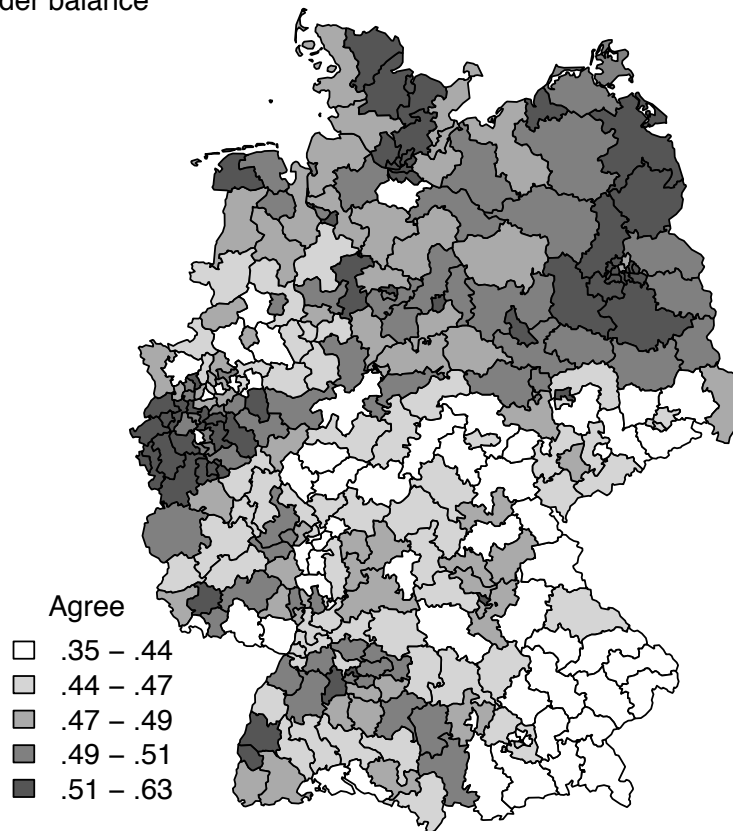 der balance
Agree
.35 – .44
.44 – .47
.47 – .49
.49 – .51
.51 – .63